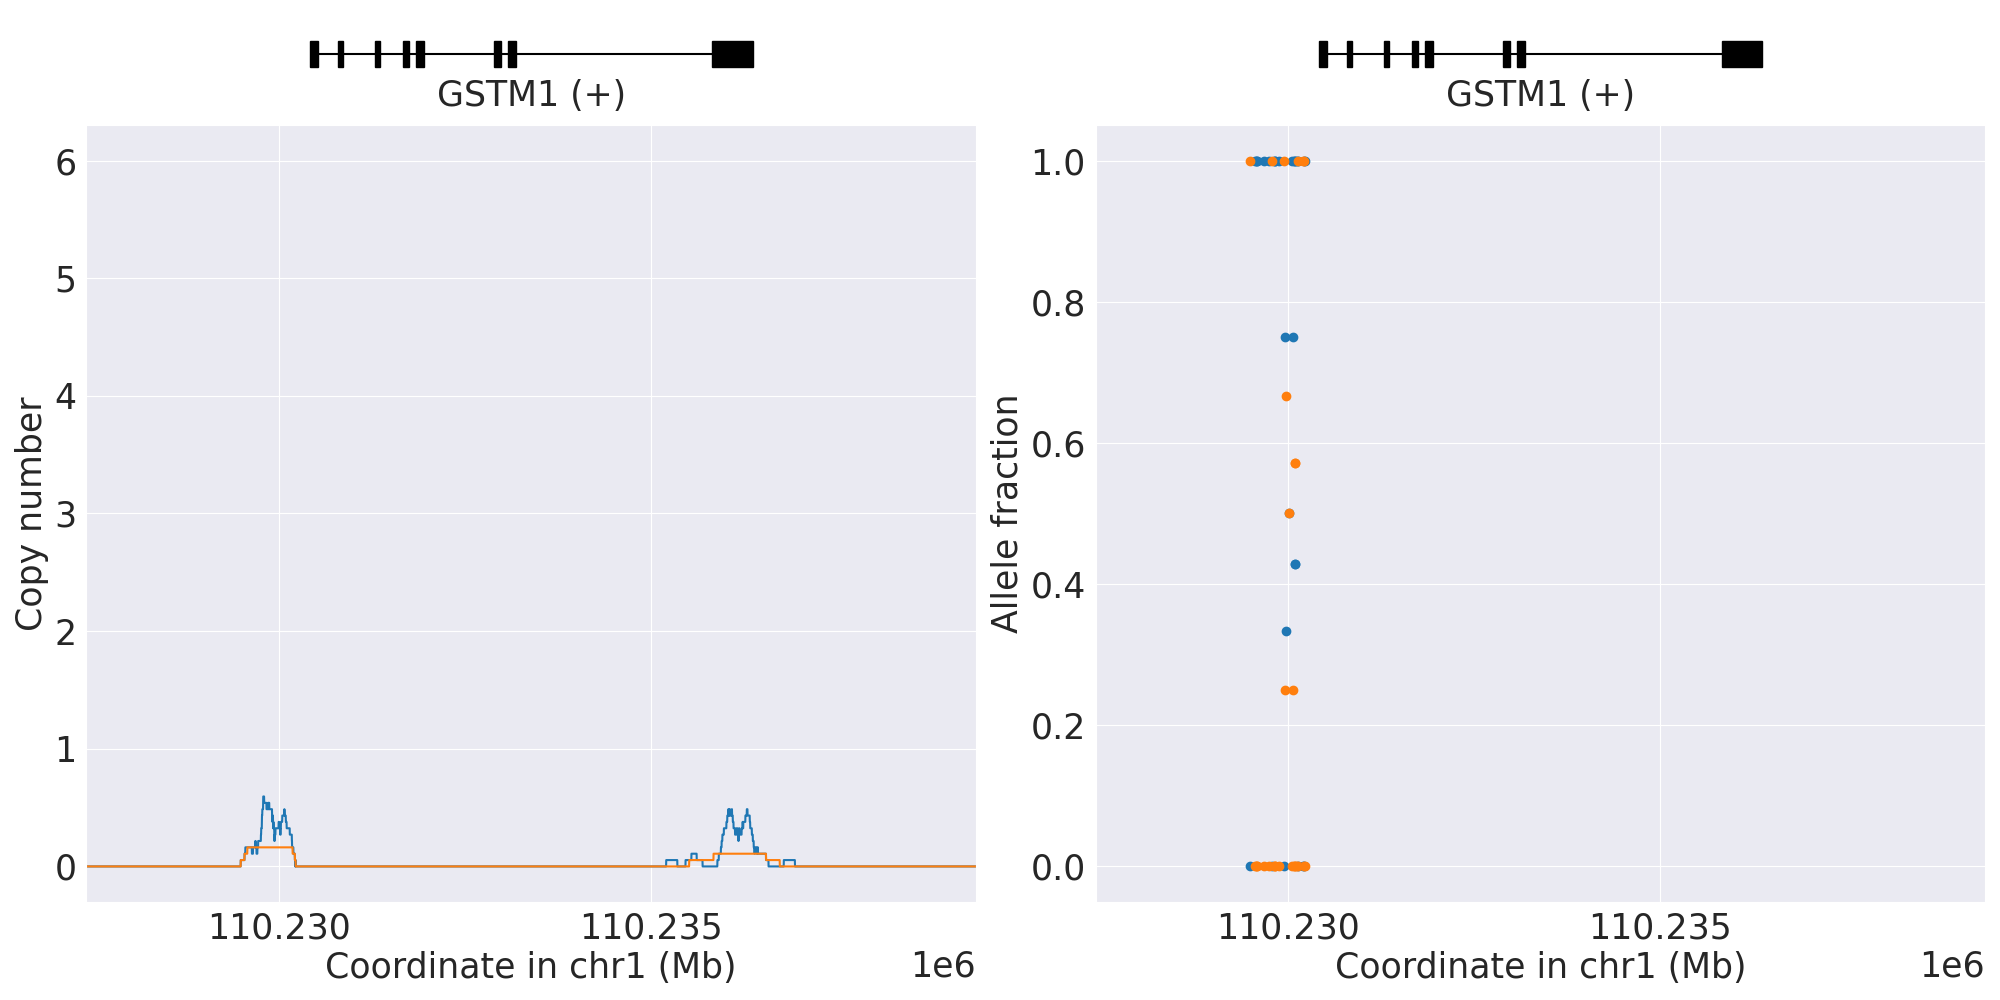 GSTM1 (+)
6
5
4
3
2
1
0
Copy number
110.230
110.235
Coordinate in chr1 (Mb)
1e6
GSTM1 (+)
1.0
0.8
0.6
0.4
0.2
0.0
Allele fraction
110.230
110.235
Coordinate in chr1 (Mb)
1e6